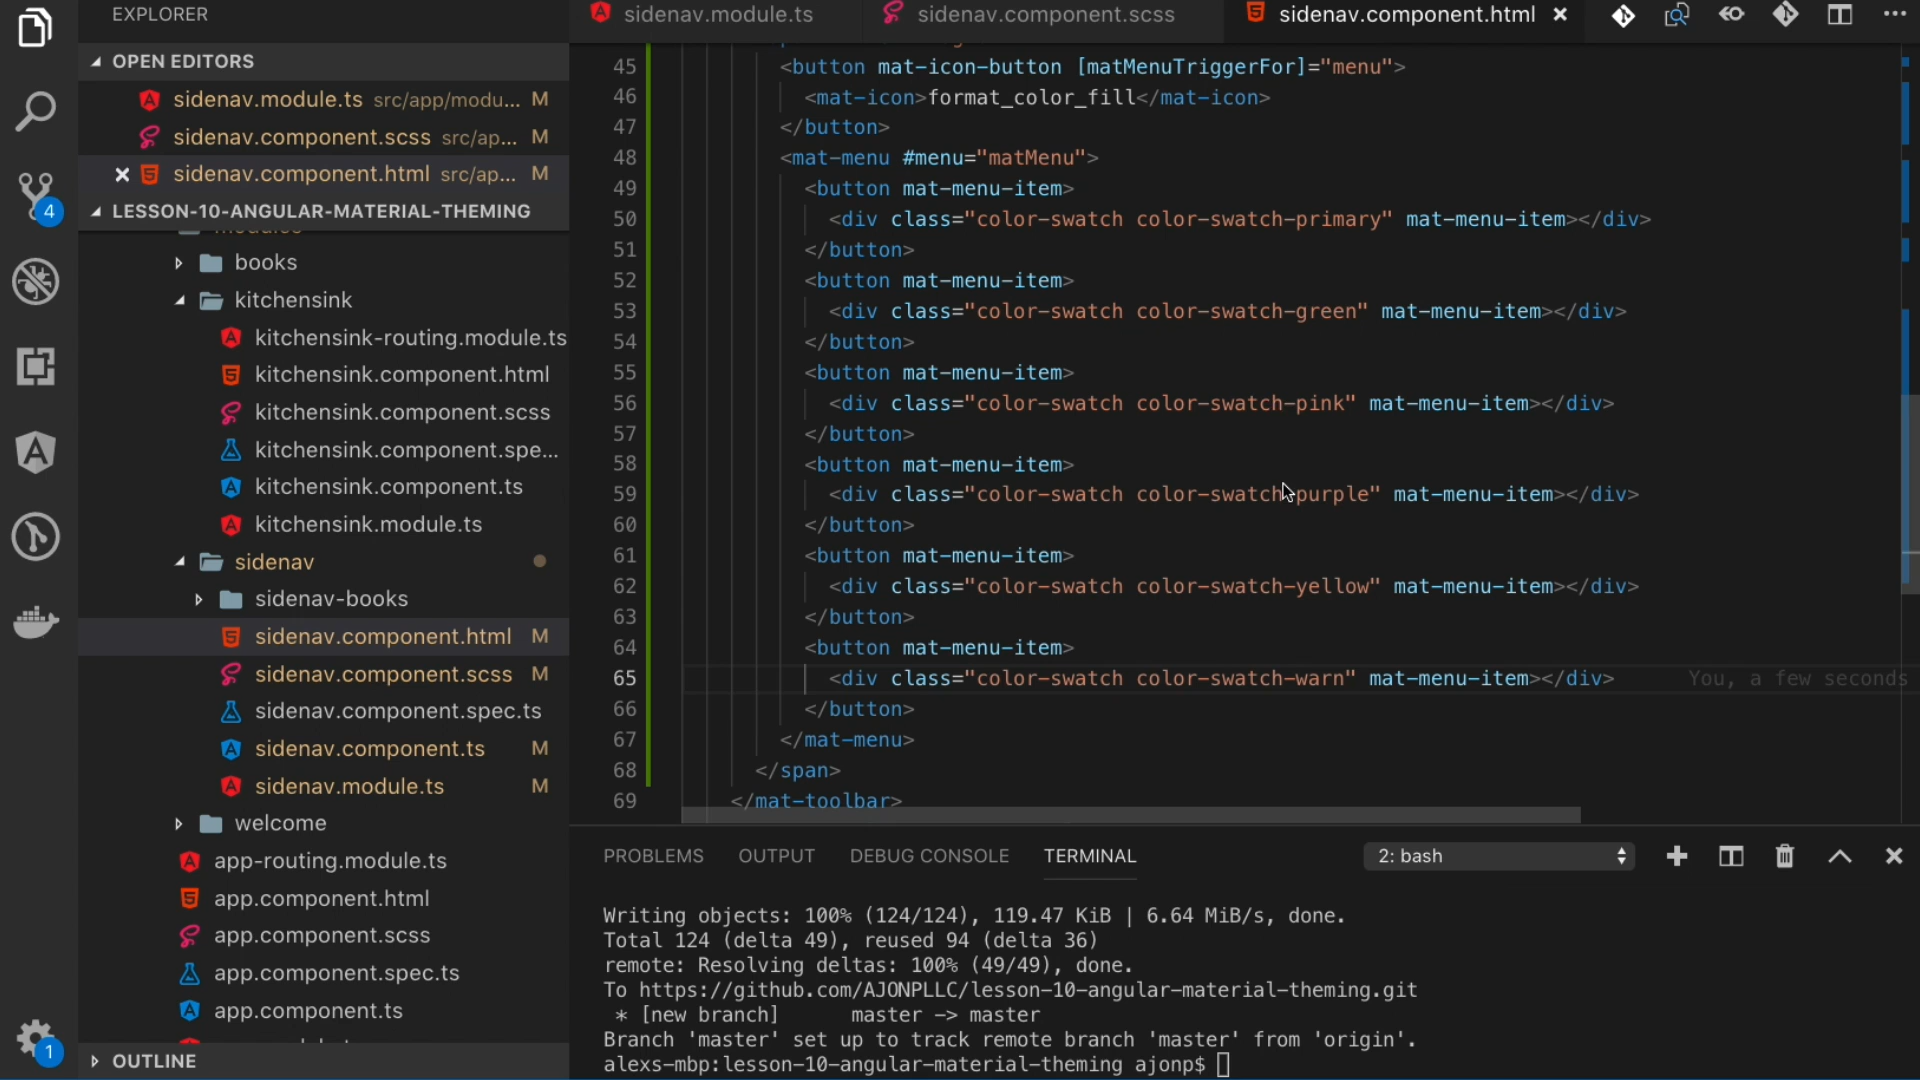 EXPLORER
OPEN EDITORS
sidenav.module.ts src/app/modu... M
sidenav.component.scss src/ap... M
sidenav.component.html src/ap... M
4
LESSON-10-ANGULAR-MATERIAL-THEMING
modules
books
kitchensink
kitchensink-routing.module.ts
kitchensink.component.html
kitchensink.component.scss
kitchensink.component.spe...
kitchensink.component.ts
kitchensink.module.ts
sidenav
sidenav-books
sidenav.component.html M
sidenav.component.scss M
sidenav.component.spec.ts
sidenav.component.ts M
sidenav.module.ts M
welcome
app-routing.module.ts
app.component.html
app.component.scss
app.component.spec.ts
app.component.ts
1
OUTLINE
sidenav.module.ts sidenav.component.scss sidenav.component.html
45 <button mat-icon-button [matMenuTriggerFor]="menu">
46 <mat-icon>format_color_fill</mat-icon>
47 </button>
48 <mat-menu #menu="matMenu">
49 <button mat-menu-item>
50 <div class="color-swatch color-swatch-primary" mat-menu-item></div>
51 </button>
52 <button mat-menu-item>
53 <div class="color-swatch color-swatch-green" mat-menu-item></div>
54 </button>
55 <button mat-menu-item>
56 <div class="color-swatch color-swatch-pink" mat-menu-item></div>
57 </button>
58 <button mat-menu-item>
59 <div class="color-swatch color-swatch-purple" mat-menu-item></div>
60 </button>
61 <button mat-menu-item>
62 <div class="color-swatch color-swatch-yellow" mat-menu-item></div>
63 </button>
64 <button mat-menu-item>
65 <div class="color-swatch color-swatch-warn" mat-menu-item></div> You, a few seconds
66 </button>
67 </mat-menu>
68 </span>
69 </mat-toolbar>
PROBLEMS OUTPUT DEBUG CONSOLE TERMINAL 2: bash
Writing objects: 100% (124/124), 119.47 KiB | 6.64 MiB/s, done.
Total 124 (delta 49), reused 94 (delta 36)
remote: Resolving deltas: 100% (49/49), done.
To https://github.com/AJONPLLC/lesson-10-angular-material-theming.git
* [new branch] master -> master
Branch 'master' set up to track remote branch 'master' from 'origin'.
alexs-mbp:lesson-10-angular-material-theming ajonp$